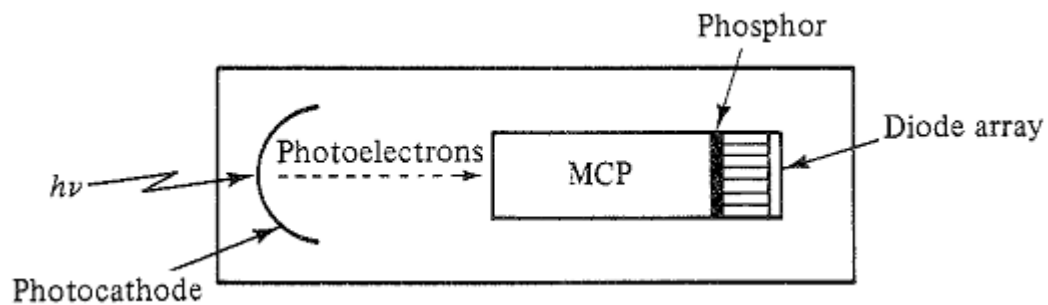 Phosphor
Diode array
Photoelectrons
MCP
hν
Photocathode